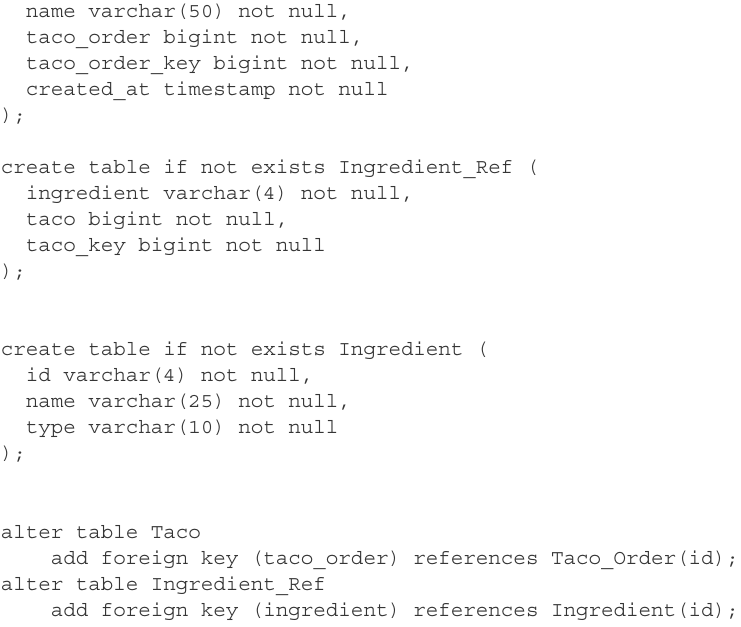 name varchar(50) not null,
  taco_order bigint not null,
  taco_order_key bigint not null,
  created_at timestamp not null
);
create table if not exists Ingredient_Ref (
  ingredient varchar(4) not null,
  taco bigint not null,
  taco_key bigint not null
);
create table if not exists Ingredient (
  id varchar(4) not null,
  name varchar(25) not null,
  type varchar(10) not null
);
alter table Taco
    add foreign key (taco_order) references Taco_Order(id);
alter table Ingredient_Ref
    add foreign key (ingredient) references Ingredient(id);